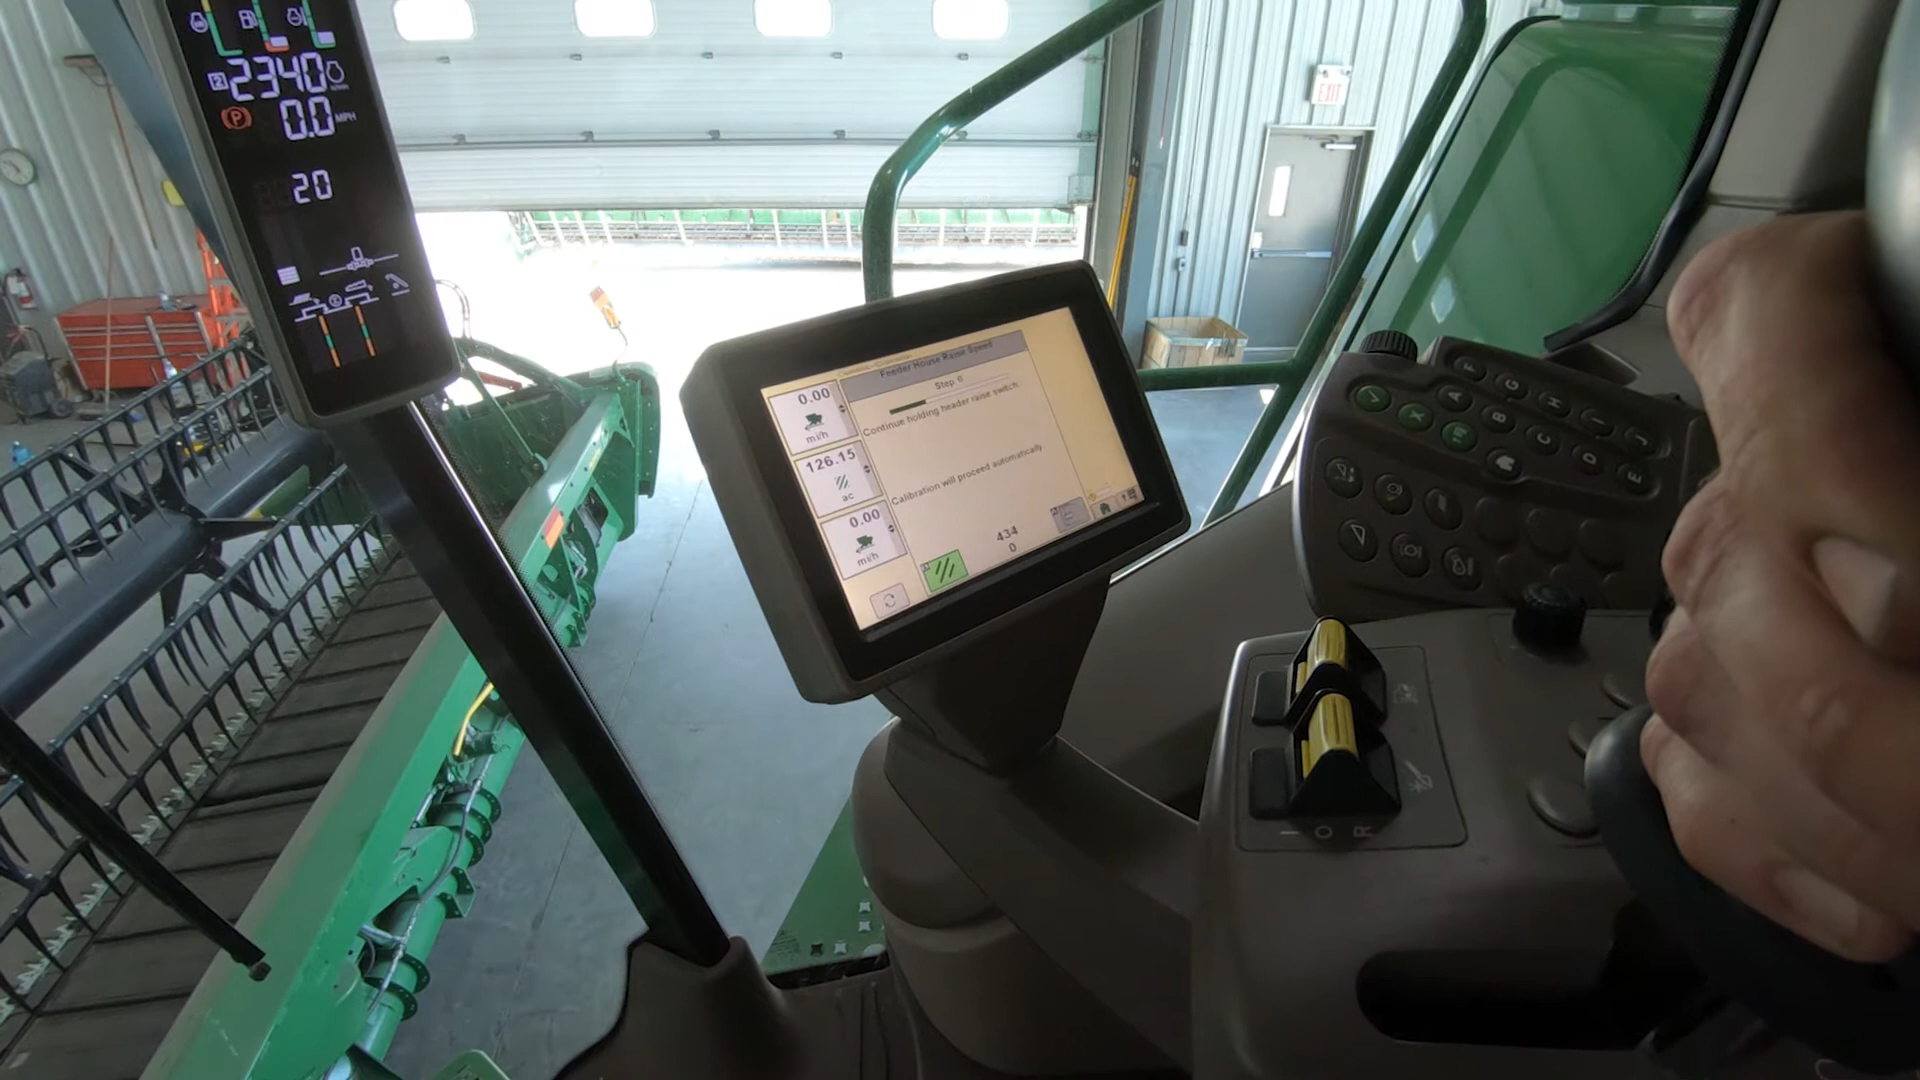 2
2340
P
0.0 MPH
20
EXIT
Feeder House Raise Speed
Step 6
Continue holding header raise switch
Calibration will proceed automatically
434
0
0.00
mi/h
126.15
ac
0.00
mi/h
F
G
H
I
J
A
B
C
D
E
I O R